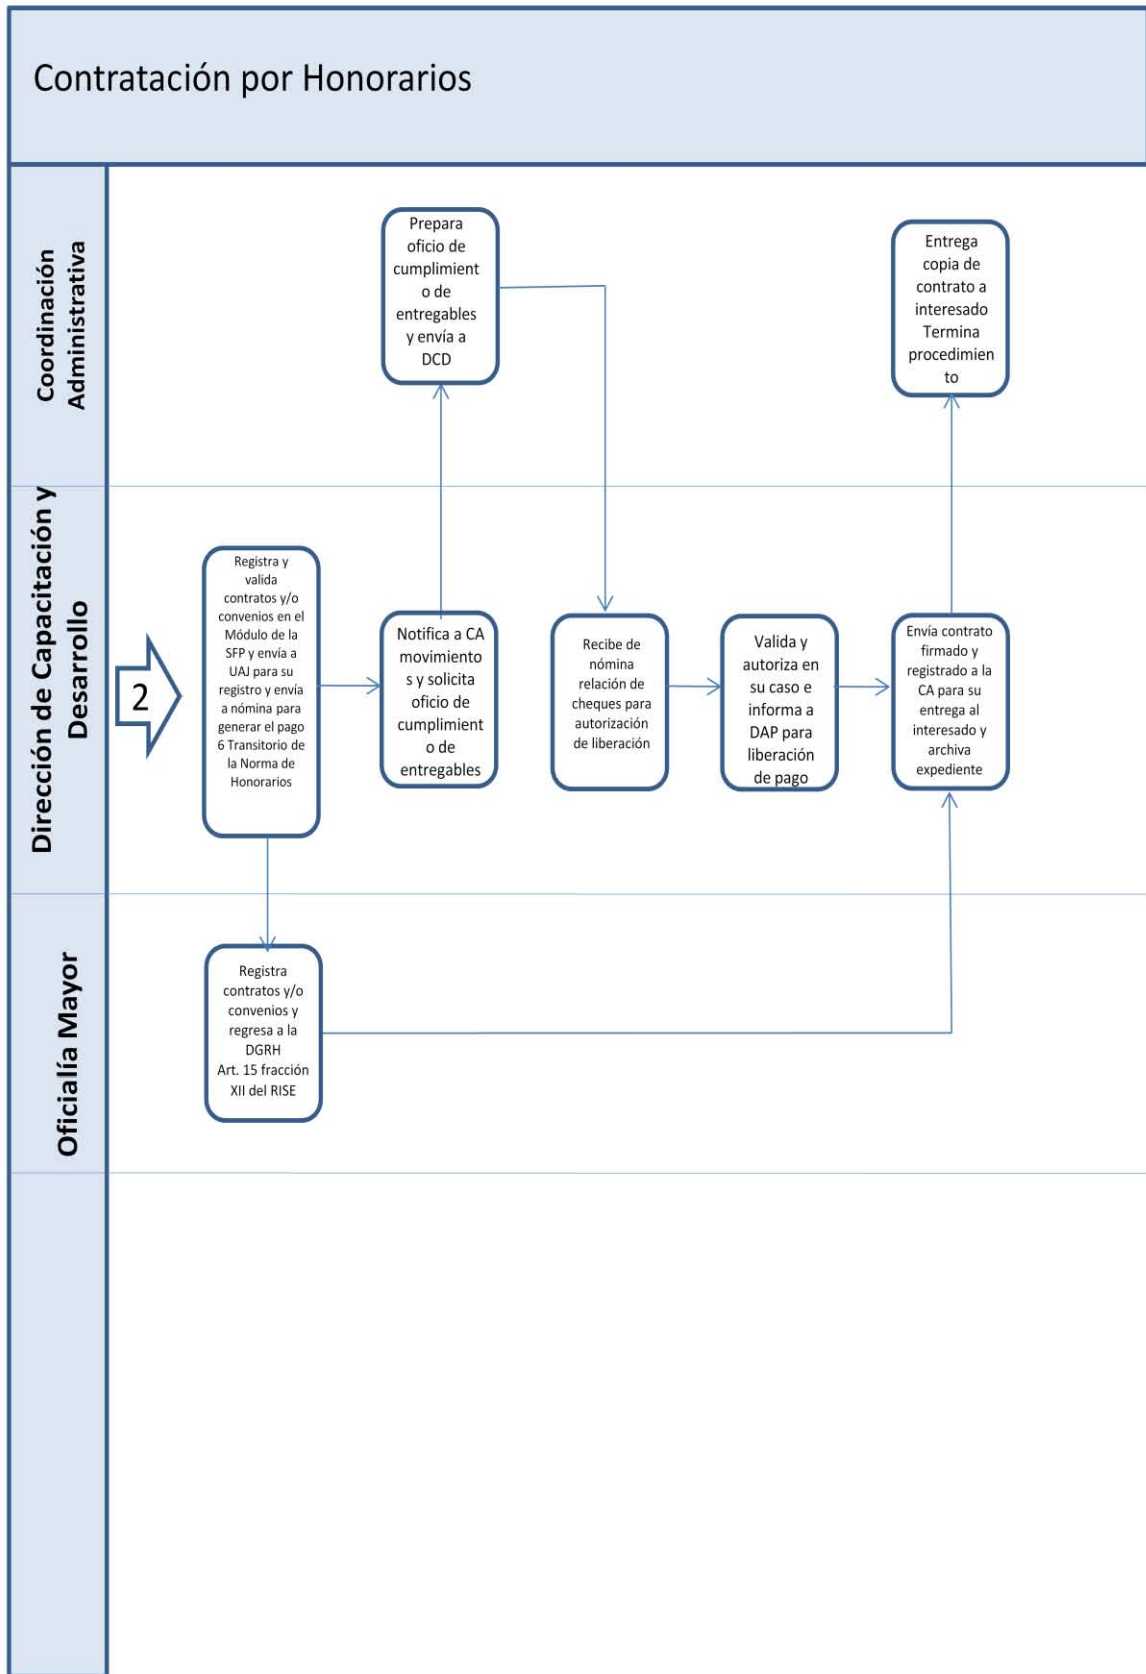 Contratación por Honorarios
Coordinación
Administrativa
Prepara
oficio de
cumplimient
o de
entregables
y envía a
DCD
Entrega
copia de
contrato a
interesado
Termina
procedimien
to
Dirección de Capacitación y
Desarrollo
2
Registra y
valida
contratos y/o
convenios en el
Módulo de la
SFP y envía a
UAJ para su
registro y envía
a nómina para
generar el pago
6 Transitorio de
la Norma de
Honorarios
Notifica a CA
movimiento
s y solicita
oficio de
cumplimient
o de
entregables
Recibe de
nómina
relación de
cheques para
autorización
de liberación
Valida y
autoriza en
su caso e
informa a
DAP para
liberación
de pago
Envía contrato
firmado y
registrado a la
CA para su
entrega al
interesado y
archiva
expediente
Oficialía Mayor
Registra
contratos y/o
convenios y
regresa a la
DGRH
Art. 15 fracción
XII del RISE